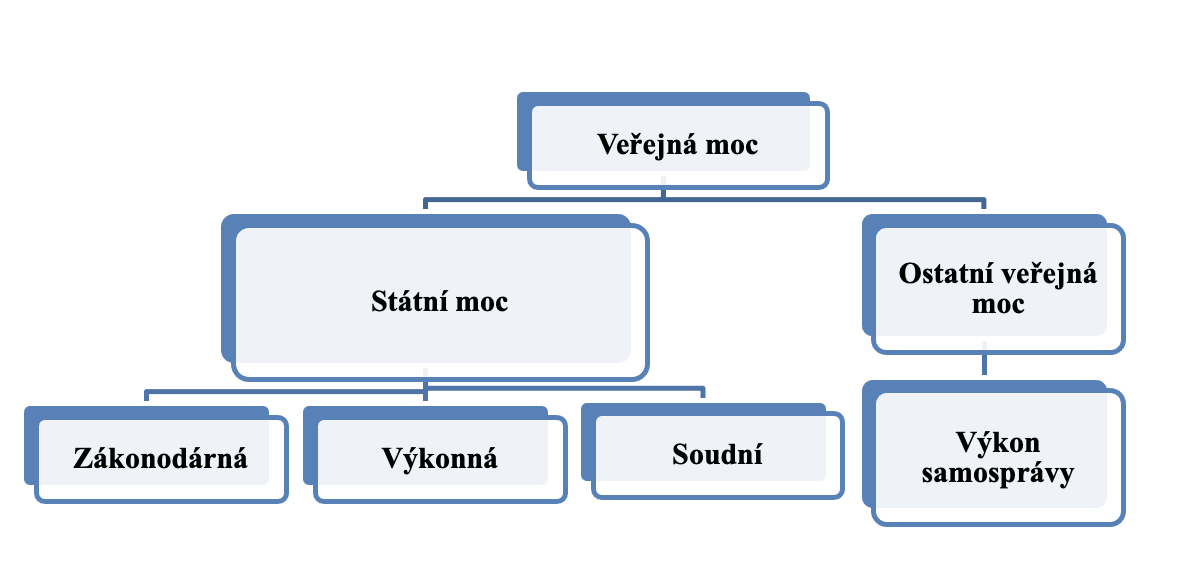 Veřejná moc
Státní moc
Ostatní veřejná
moc
Zákonodárná
Výkonná
Soudní
Výkon
samosprávy